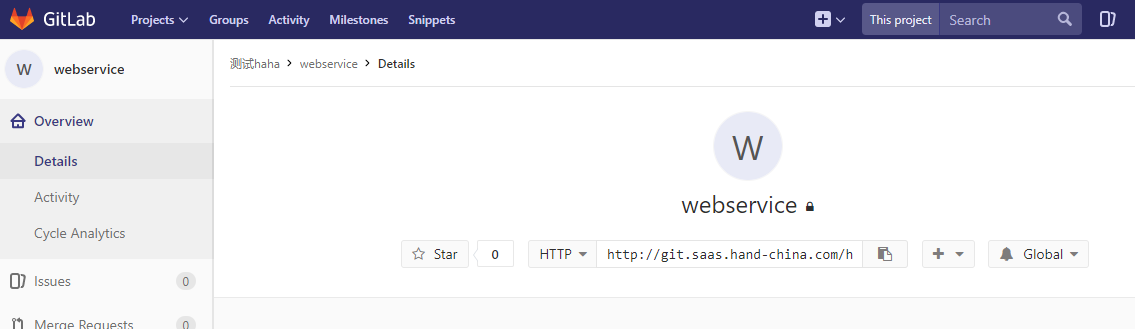 GitLab Projects Groups Activity Milestones Snippets This project Search
W webservice
测试haha > webservice > Details
Overview
Details
Activity
Cycle Analytics
Issues 0
Merge Requests 0
W
webservice
Star 0 HTTP http://git.saas.hand-china.com/h Global